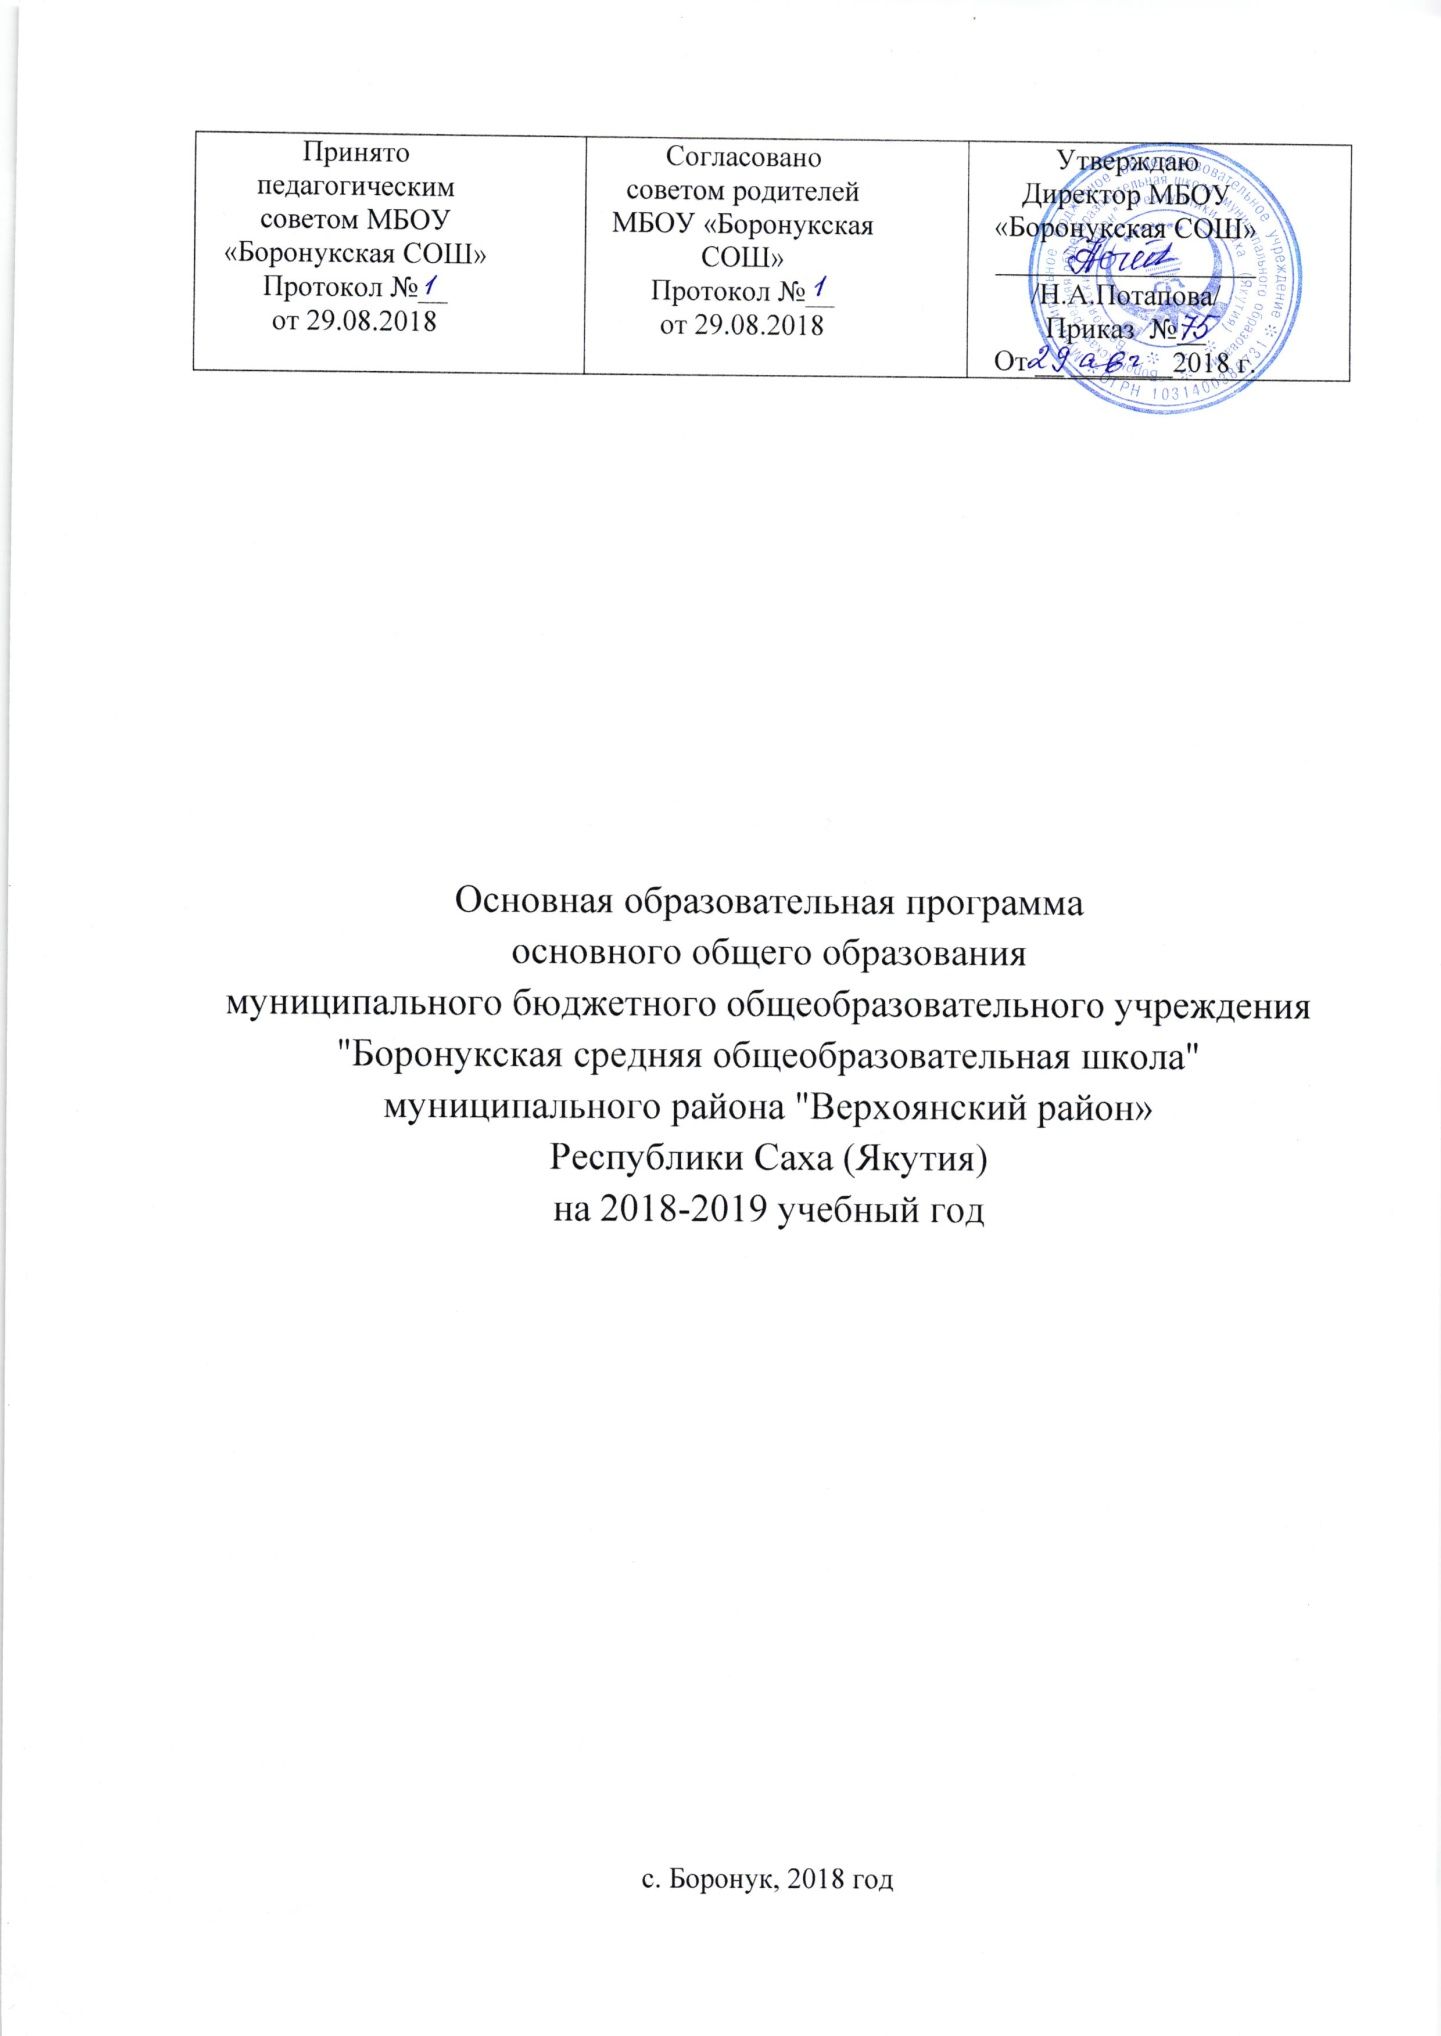 Принято
педагогическим
советом МБОУ
«Боронукская СОШ»
Протокол №1
от 29.08.2018
Согласовано
советом родителей
МБОУ «Боронукская
СОШ»
Протокол №1
от 29.08.2018
Утверждаю
Директор МБОУ
«Боронукская СОШ»
/Н.А.Потапова/
Приказ №75
От 29 авг 2018 г.
Основная образовательная программа
основного общего образования
муниципального бюджетного общеобразовательного учреждения
"Боронукская средняя общеобразовательная школа"
муниципального района "Верхоянский район»
Республики Саха (Якутия)
на 2018-2019 учебный год
с. Боронук, 2018 год